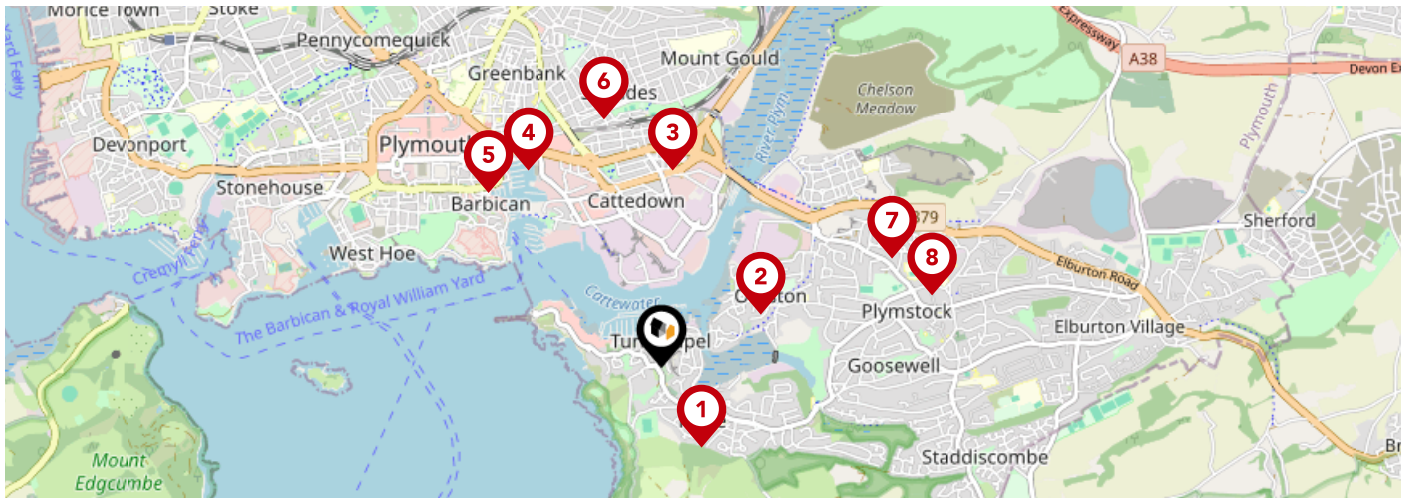 Morice Town
Stoke
Pennycomequick
Greenbank
Mount Gould
Expressway
A38
Devon Ex
Yard Ferry
6
Chelson
Meadow
Plymouth
Devonport
4
3
5
River Plym
Stonehouse
Barbican
Cattedown
7
Sherford
Cremyll Ferry
West Hoe
8
2
Elburton Road
The Barbican & Royal William Yard
Cattewater
Plymstock
Elburton Village
Goosewell
1
Staddiscombe
Mount
Edgcumbe